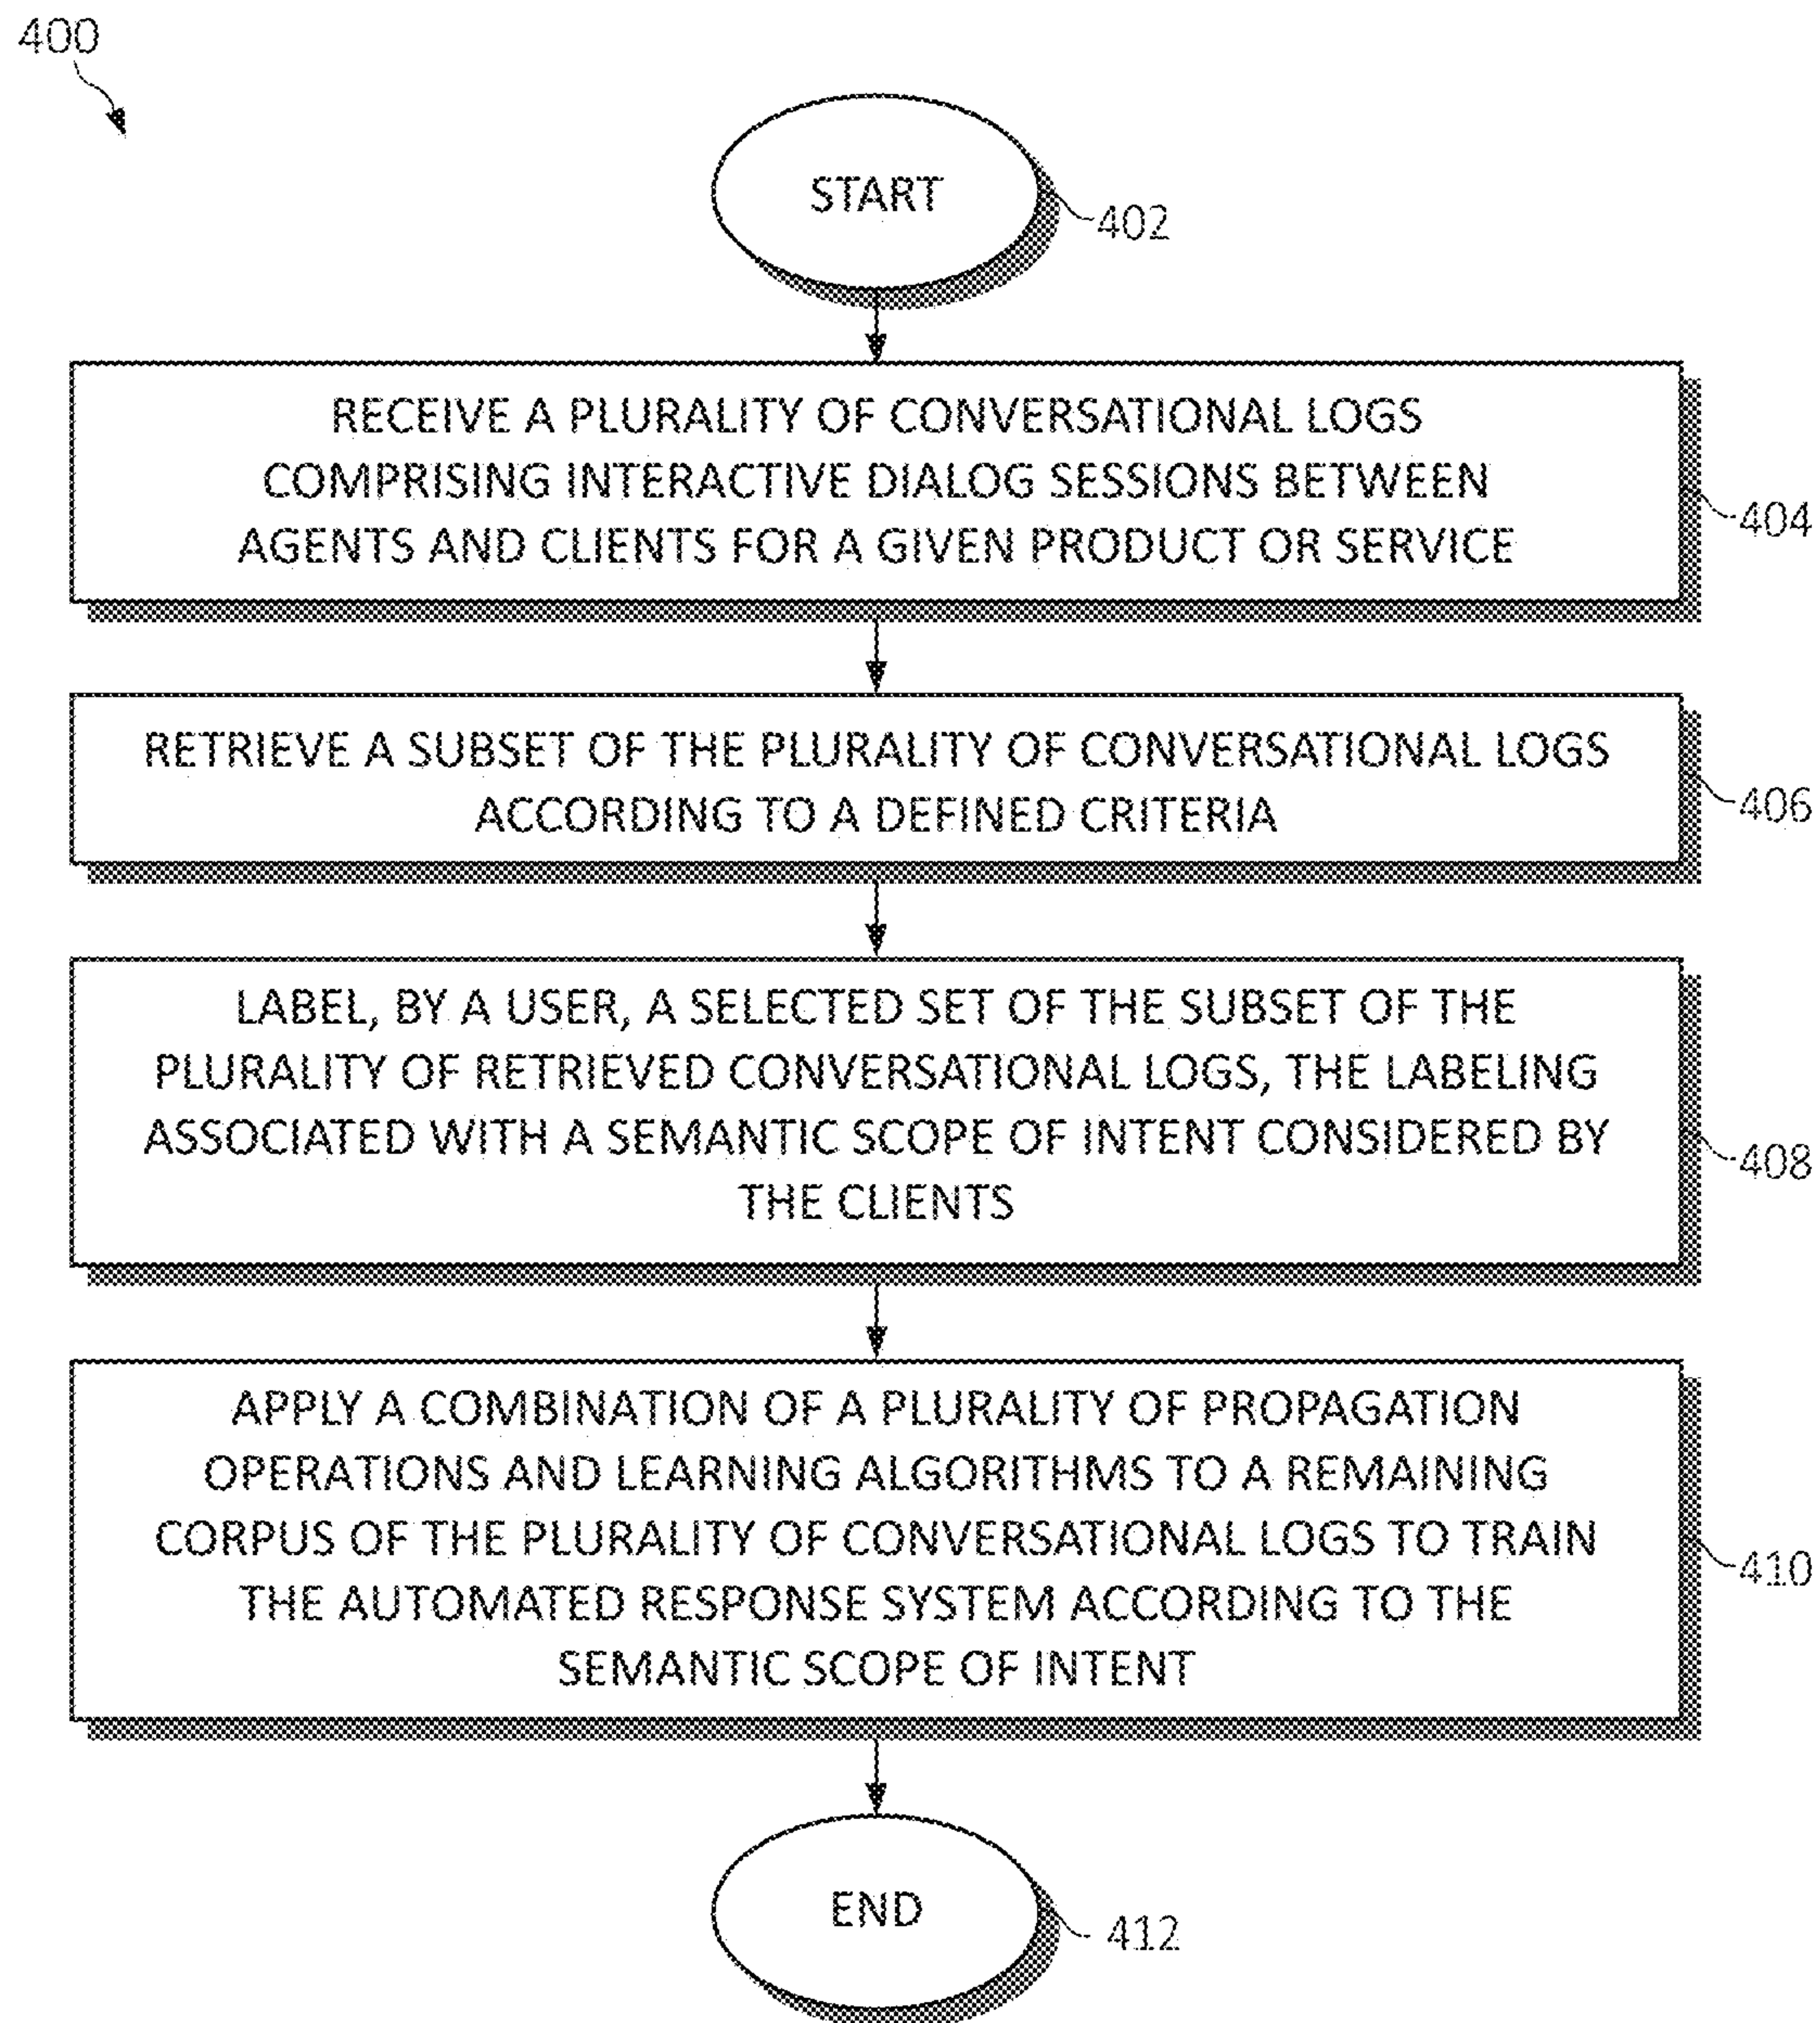 400
START
402
RECEIVE A PLURALITY OF CONVERSATIONAL LOGS
COMPRISING INTERACTIVE DIALOG SESSIONS BETWEEN
AGENTS AND CLIENTS FOR A GIVEN PRODUCT OR SERVICE
404
RETRIEVE A SUBSET OF THE PLURALITY OF CONVERSATIONAL LOGS
ACCORDING TO A DEFINED CRITERIA
406
LABEL, BY A USER, A SELECTED SET OF THE SUBSET OF THE
PLURALITY OF RETRIEVED CONVERSATIONAL LOGS, THE LABELING
ASSOCIATED WITH A SEMANTIC SCOPE OF INTENT CONSIDERED BY
THE CLIENTS
408
APPLY A COMBINATION OF A PLURALITY OF PROPAGATION
OPERATIONS AND LEARNING ALGORITHMS TO A REMAINING
CORPUS OF THE PLURALITY OF CONVERSATIONAL LOGS TO TRAIN
THE AUTOMATED RESPONSE SYSTEM ACCORDING TO THE
SEMANTIC SCOPE OF INTENT
410
END
412